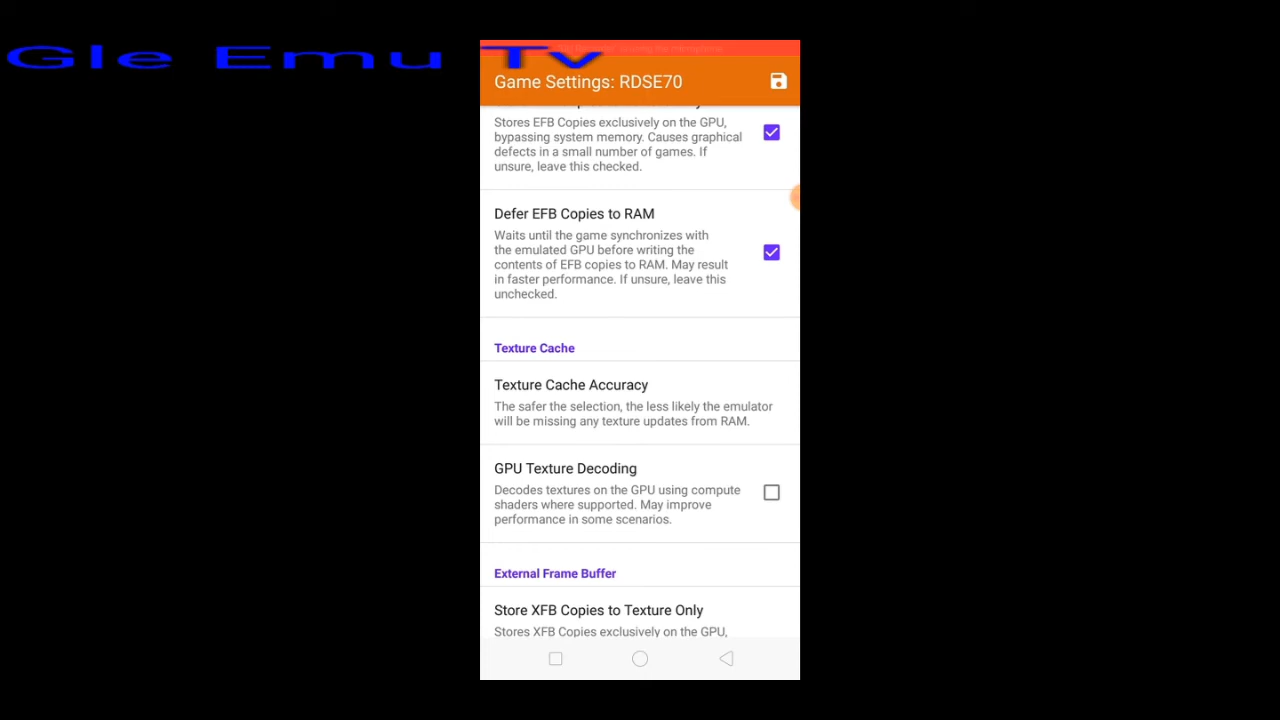 Gle Emu Tv
Game Settings: RDSE70
Stores EFB Copies exclusively on the GPU,
bypassing system memory. Causes graphical
defects in a small number of games. If
unsure, leave this checked.
Defer EFB Copies to RAM
Waits until the game synchronizes with
the emulated GPU before writing the
contents of EFB copies to RAM. May result
in faster performance. If unsure, leave this
unchecked.
Texture Cache
Texture Cache Accuracy
The safer the selection, the less likely the emulator
will be missing any texture updates from RAM.
GPU Texture Decoding
Decodes textures on the GPU using compute
shaders where supported. May improve
performance in some scenarios.
External Frame Buffer
Store XFB Copies to Texture Only
Stores XFB Copies exclusively on the GPU,